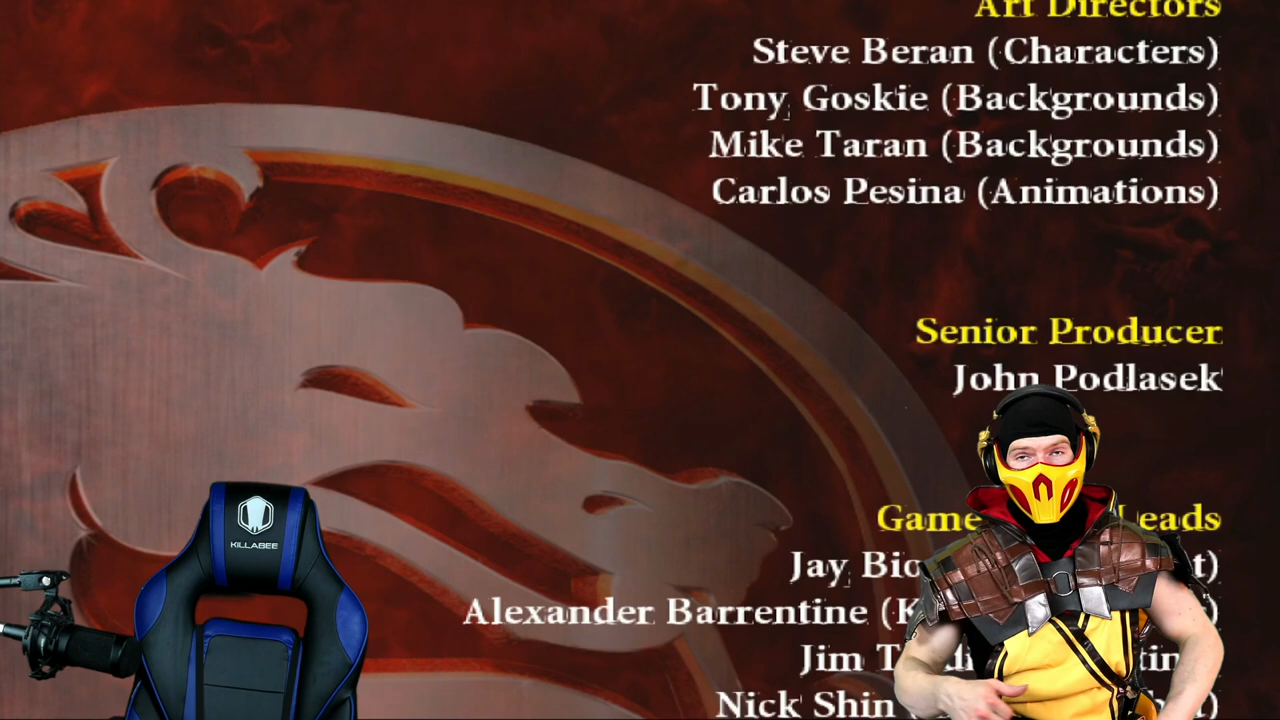 Art Directors
Steve Beran (Characters)
Tony Goskie (Backgrounds)
Mike Taran (Backgrounds)
Carlos Pesina (Animations)
Senior Producer
John Podlasek
Game Leads
Jay
Alexander Barrentine
Jim
Nick Shin
KILLABEE